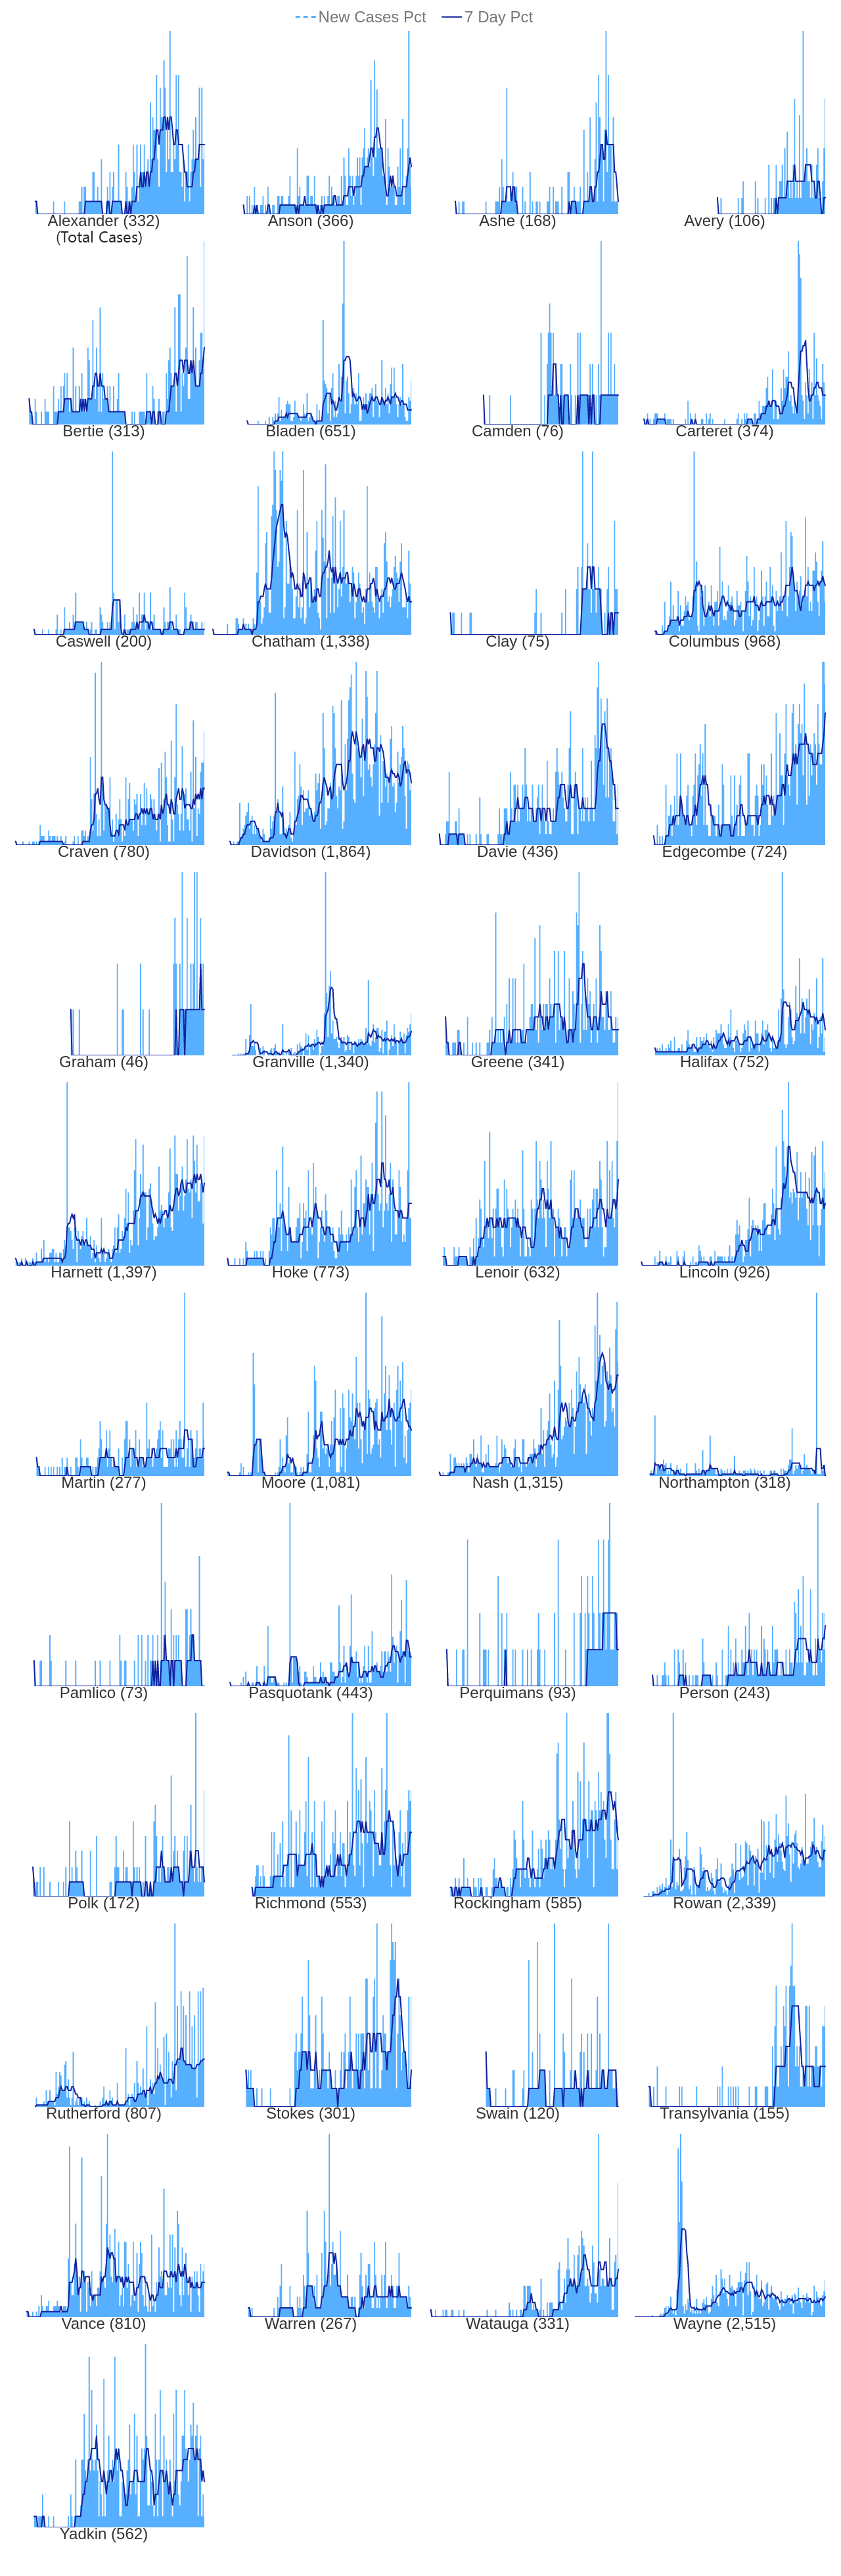 New Cases Pct 7 Day Pct
Alexander (332) Anson (366) Ashe (168) Avery (106)
(Total Cases)
Bertie (313) Bladen (651) Camden (76) Carteret (374)
Caswell (200) Chatham (1,338) Clay (75) Columbus (968)
Craven (780) Davidson (1,864) Davie (436) Edgecombe (724)
Graham (46) Granville (1,340) Greene (341) Halifax (752)
Harnett (1,397) Hoke (773) Lenoir (632) Lincoln (926)
Martin (277) Moore (1,081) Nash (1,315) Northampton (318)
Pamlico (73) Pasquotank (443) Perquimans (93) Person (243)
Polk (172) Richmond (553) Rockingham (585) Rowan (2,339)
Rutherford (807) Stokes (301) Swain (120) Transylvania (155)
Vance (810) Warren (267) Watauga (331) Wayne (2,515)
Yadkin (562)